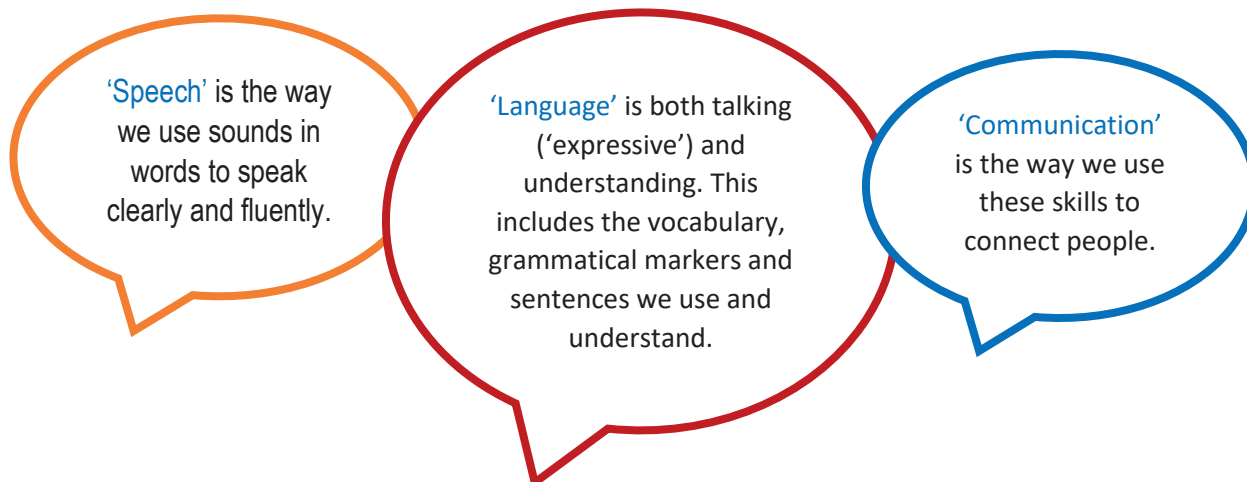 ‘Speech’ is the way
we use sounds in
words to speak
clearly and fluently.
‘Language’ is both talking
(‘expressive’) and
understanding. This
includes the vocabulary,
grammatical markers and
sentences we use and
understand.
‘Communication’
is the way we use
these skills to
connect people.